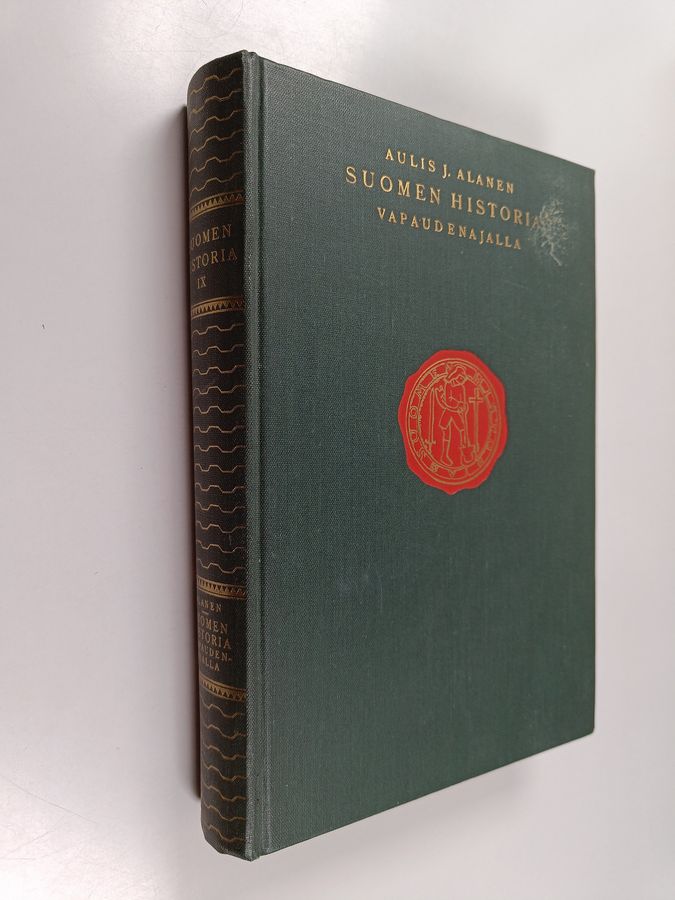 AULIS J. ALANEN
SUOMEN HISTORIA
VAPAUDENAJALLA
SUOMEN
HISTORIA
IX
ALANEN
SUOMEN
HISTORIA
VAPAUDEN-
AJALLA